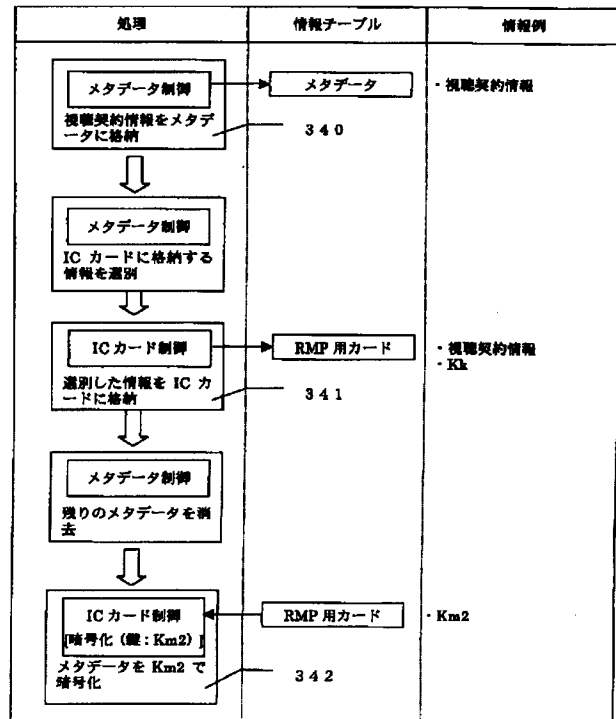 処理
情報テーブル
情報例
メタデータ制御
メタデータ
・視聴契約情報
視聴契約情報をメタデ
ータに格納
340
メタデータ制御
IC カードに格納する
情報を選別
IC カード制御
RMP 用カード
・視聴契約情報
・Kk
選別した情報を IC カ
ードに格納
341
メタデータ制御
残りのメタデータを消
去
IC カード制御
[暗号化（鍵：Km2）]
RMP 用カード
・Km2
メタデータを Km2 で
暗号化
342